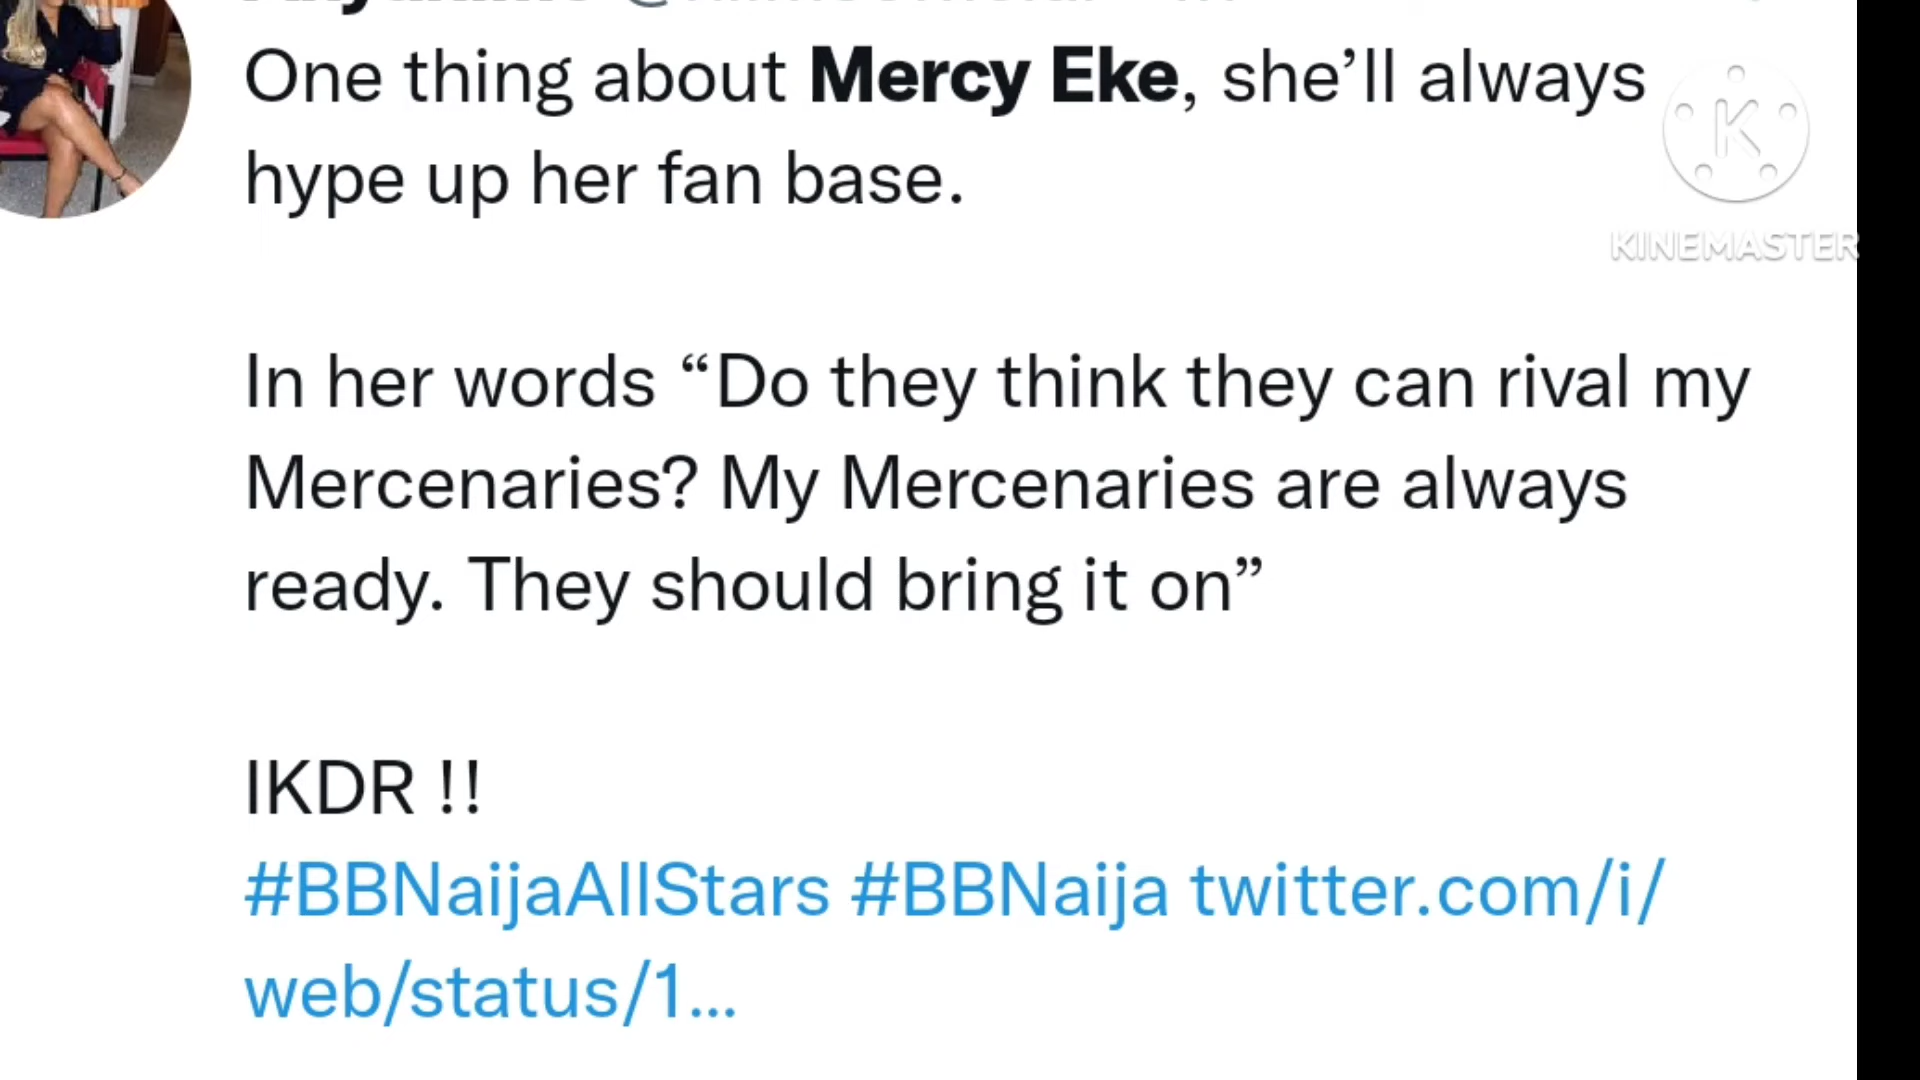 One thing about Mercy Eke, she’ll always
hype up her fan base.
K
KINEMASTER
In her words “Do they think they can rival my
Mercenaries? My Mercenaries are always
ready. They should bring it on”
IKDR !!
#BBNaijaAllStars #BBNaija twitter.com/i/
web/status/1...